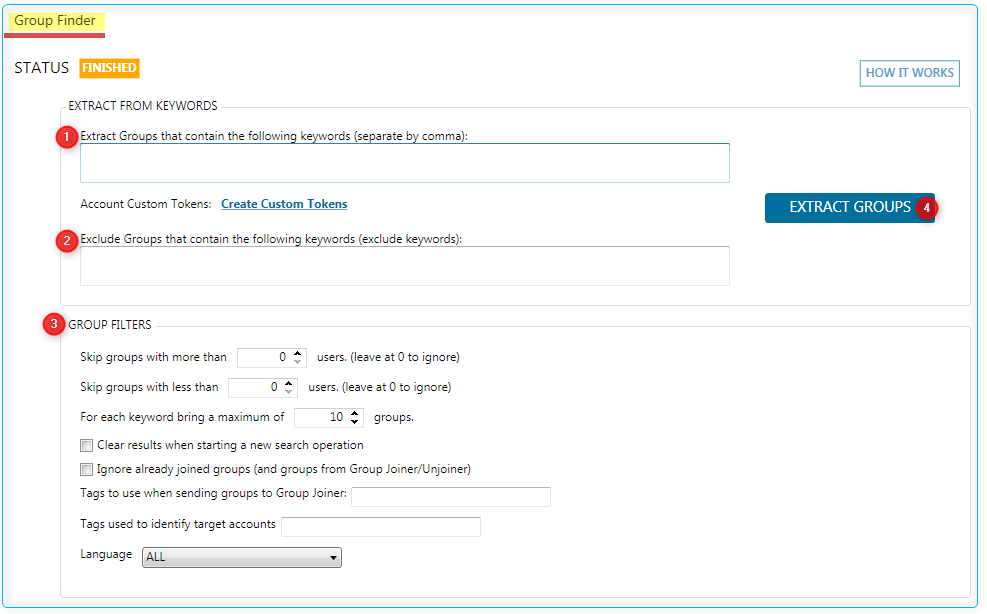 Group Finder
STATUS FINISHED
HOW IT WORKS
EXTRACT FROM KEYWORDS
1 Extract Groups that contain the following keywords (separate by comma):
Account Custom Tokens: Create Custom Tokens
EXTRACT GROUPS 4
2 Exclude Groups that contain the following keywords (exclude keywords):
3 GROUP FILTERS
Skip groups with more than 0 users. (leave at 0 to ignore)
Skip groups with less than 0 users. (leave at 0 to ignore)
For each keyword bring a maximum of 10 groups.
Clear results when starting a new search operation
Ignore already joined groups (and groups from Group Joiner/Unjoiner)
Tags to use when sending groups to Group Joiner:
Tags used to identify target accounts
Language ALL